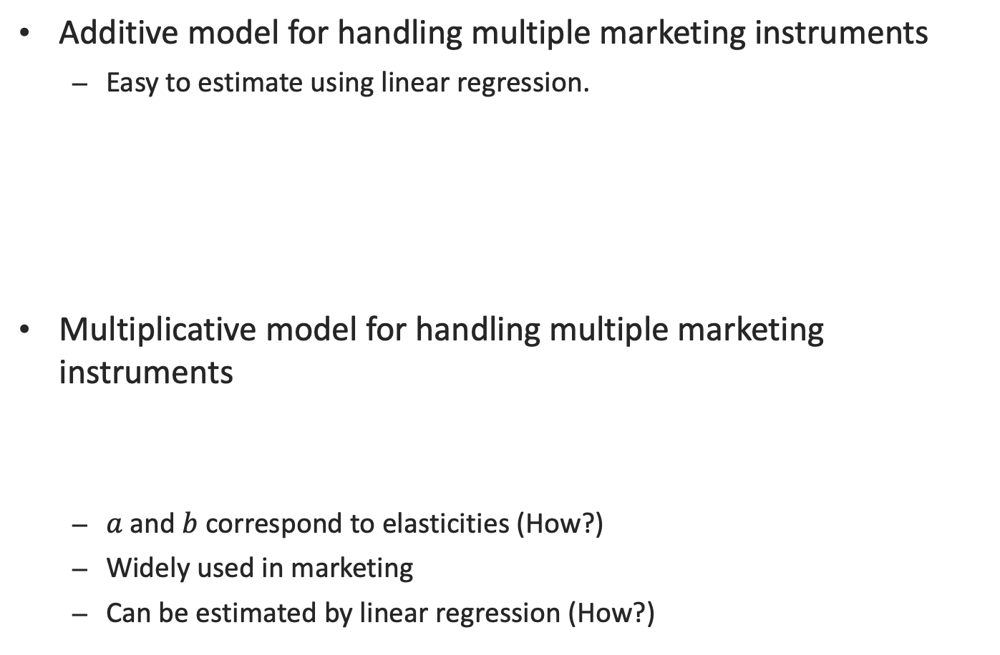 • Additive model for handling multiple marketing instruments
– Easy to estimate using linear regression.
• Multiplicative model for handling multiple marketing
instruments
– a and b correspond to elasticities (How?)
– Widely used in marketing
– Can be estimated by linear regression (How?)